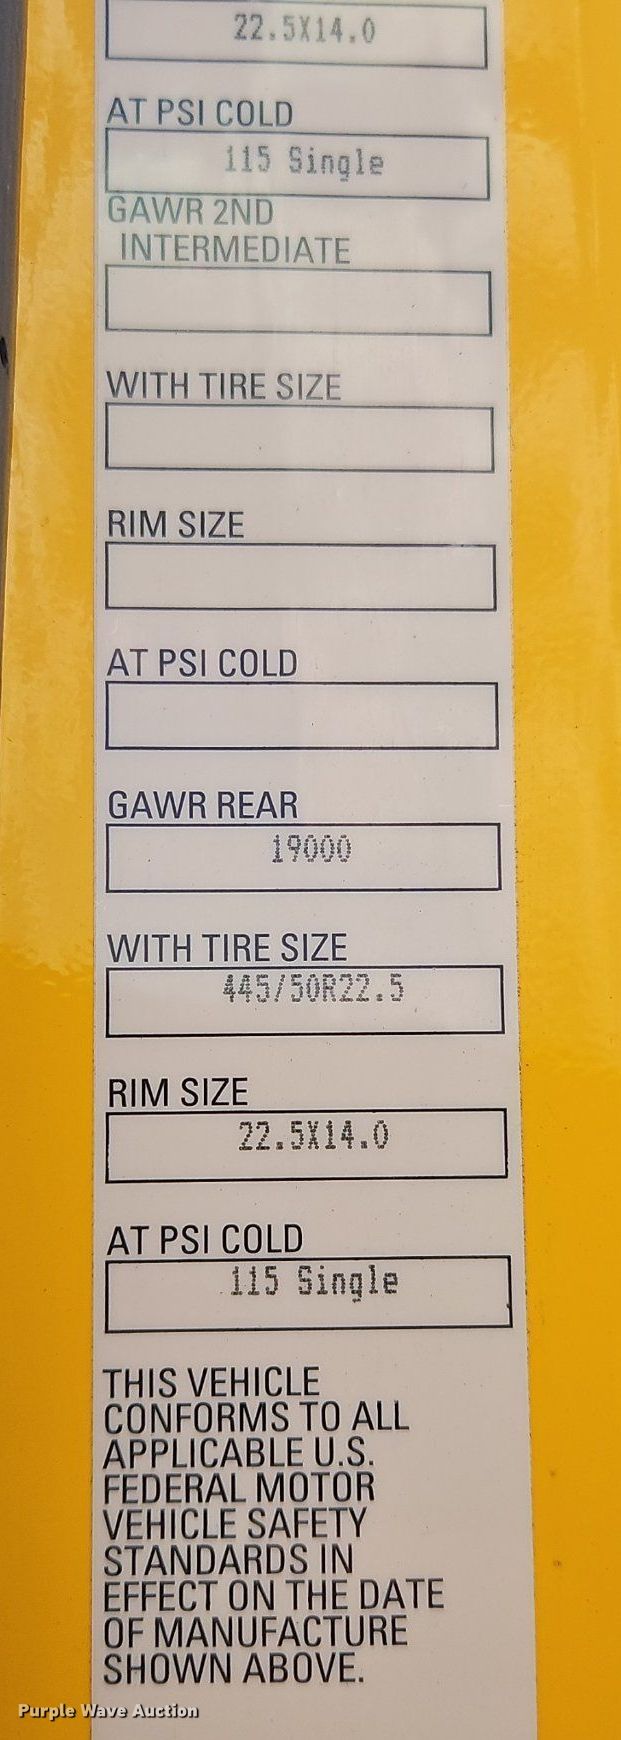 22.5X14.0
AT PSI COLD
115 Single
GAWR 2ND
INTERMEDIATE
WITH TIRE SIZE
RIM SIZE
AT PSI COLD
GAWR REAR
19000
WITH TIRE SIZE
445/50R22.5
RIM SIZE
22.5X14.0
AT PSI COLD
115 Single
THIS VEHICLE
CONFORMS TO ALL
APPLICABLE U.S.
FEDERAL MOTOR
VEHICLE SAFETY
STANDARDS IN
EFFECT ON THE DATE
OF MANUFACTURE
SHOWN ABOVE.
Purple Wave Auction